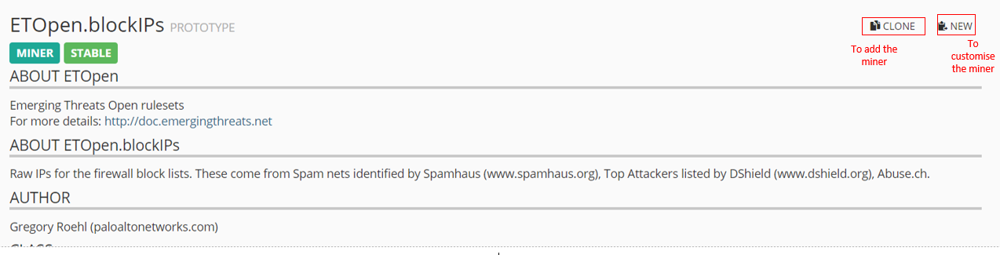 ETOpen.blockIPs PROTOTYPE
CLONE
NEW
MINER STABLE
To add the
miner
To
customise
the miner
ABOUT ETOpen
Emerging Threats Open rulesets
For more details: http://doc.emergingthreats.net
ABOUT ETOpen.blockIPs
Raw IPs for the firewall block lists. These come from Spam nets identified by Spamhaus (www.spamhaus.org), Top Attackers listed by DShield (www.dshield.org), Abuse.ch.
AUTHOR
Gregory Roehl (paloaltonetworks.com)